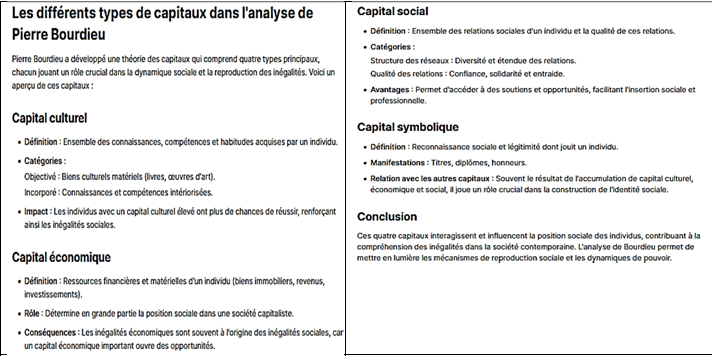 Les différents types de capitaux dans l'analyse de
Pierre Bourdieu
Pierre Bourdieu a développé une théorie des capitaux qui comprend quatre types principaux,
chacun jouant un rôle crucial dans la dynamique sociale et la reproduction des inégalités. Voici un
aperçu de ces capitaux :
Capital culturel
• Définition : Ensemble des connaissances, compétences et habitudes acquises par un individu.
• Catégories :
Objectivé : Biens culturels matériels (livres, œuvres d'art).
Incorporé : Connaissances et compétences intériorisées.
• Impact : Les individus avec un capital culturel élevé ont plus de chances de réussir, renforçant
ainsi les inégalités sociales.
Capital économique
• Définition : Ressources financières et matérielles d'un individu (biens immobiliers, revenus,
investissements).
• Rôle : Détermine en grande partie la position sociale dans une société capitaliste.
• Conséquences : Les inégalités économiques sont souvent à l'origine des inégalités sociales, car
un capital économique important ouvre des opportunités.
Capital social
• Définition : Ensemble des relations sociales d'un individu et la qualité de ces relations.
• Catégories :
Structure des réseaux : Diversité et étendue des relations.
Qualité des relations : Confiance, solidarité et entraide.
• Avantages : Permet d'accéder à des soutiens et opportunités, facilitant l'insertion sociale et
professionnelle.
Capital symbolique
• Définition : Reconnaissance sociale et légitimité dont jouit un individu.
• Manifestations : Titres, diplômes, honneurs.
• Relation avec les autres capitaux : Souvent le résultat de l'accumulation de capital culturel,
économique et social, il joue un rôle crucial dans la construction de l'identité sociale.
Conclusion
Ces quatre capitaux interagissent et influencent la position sociale des individus, contribuant à la
compréhension des inégalités dans la société contemporaine. L'analyse de Bourdieu permet de
mettre en lumière les mécanismes de reproduction sociale et les dynamiques de pouvoir.